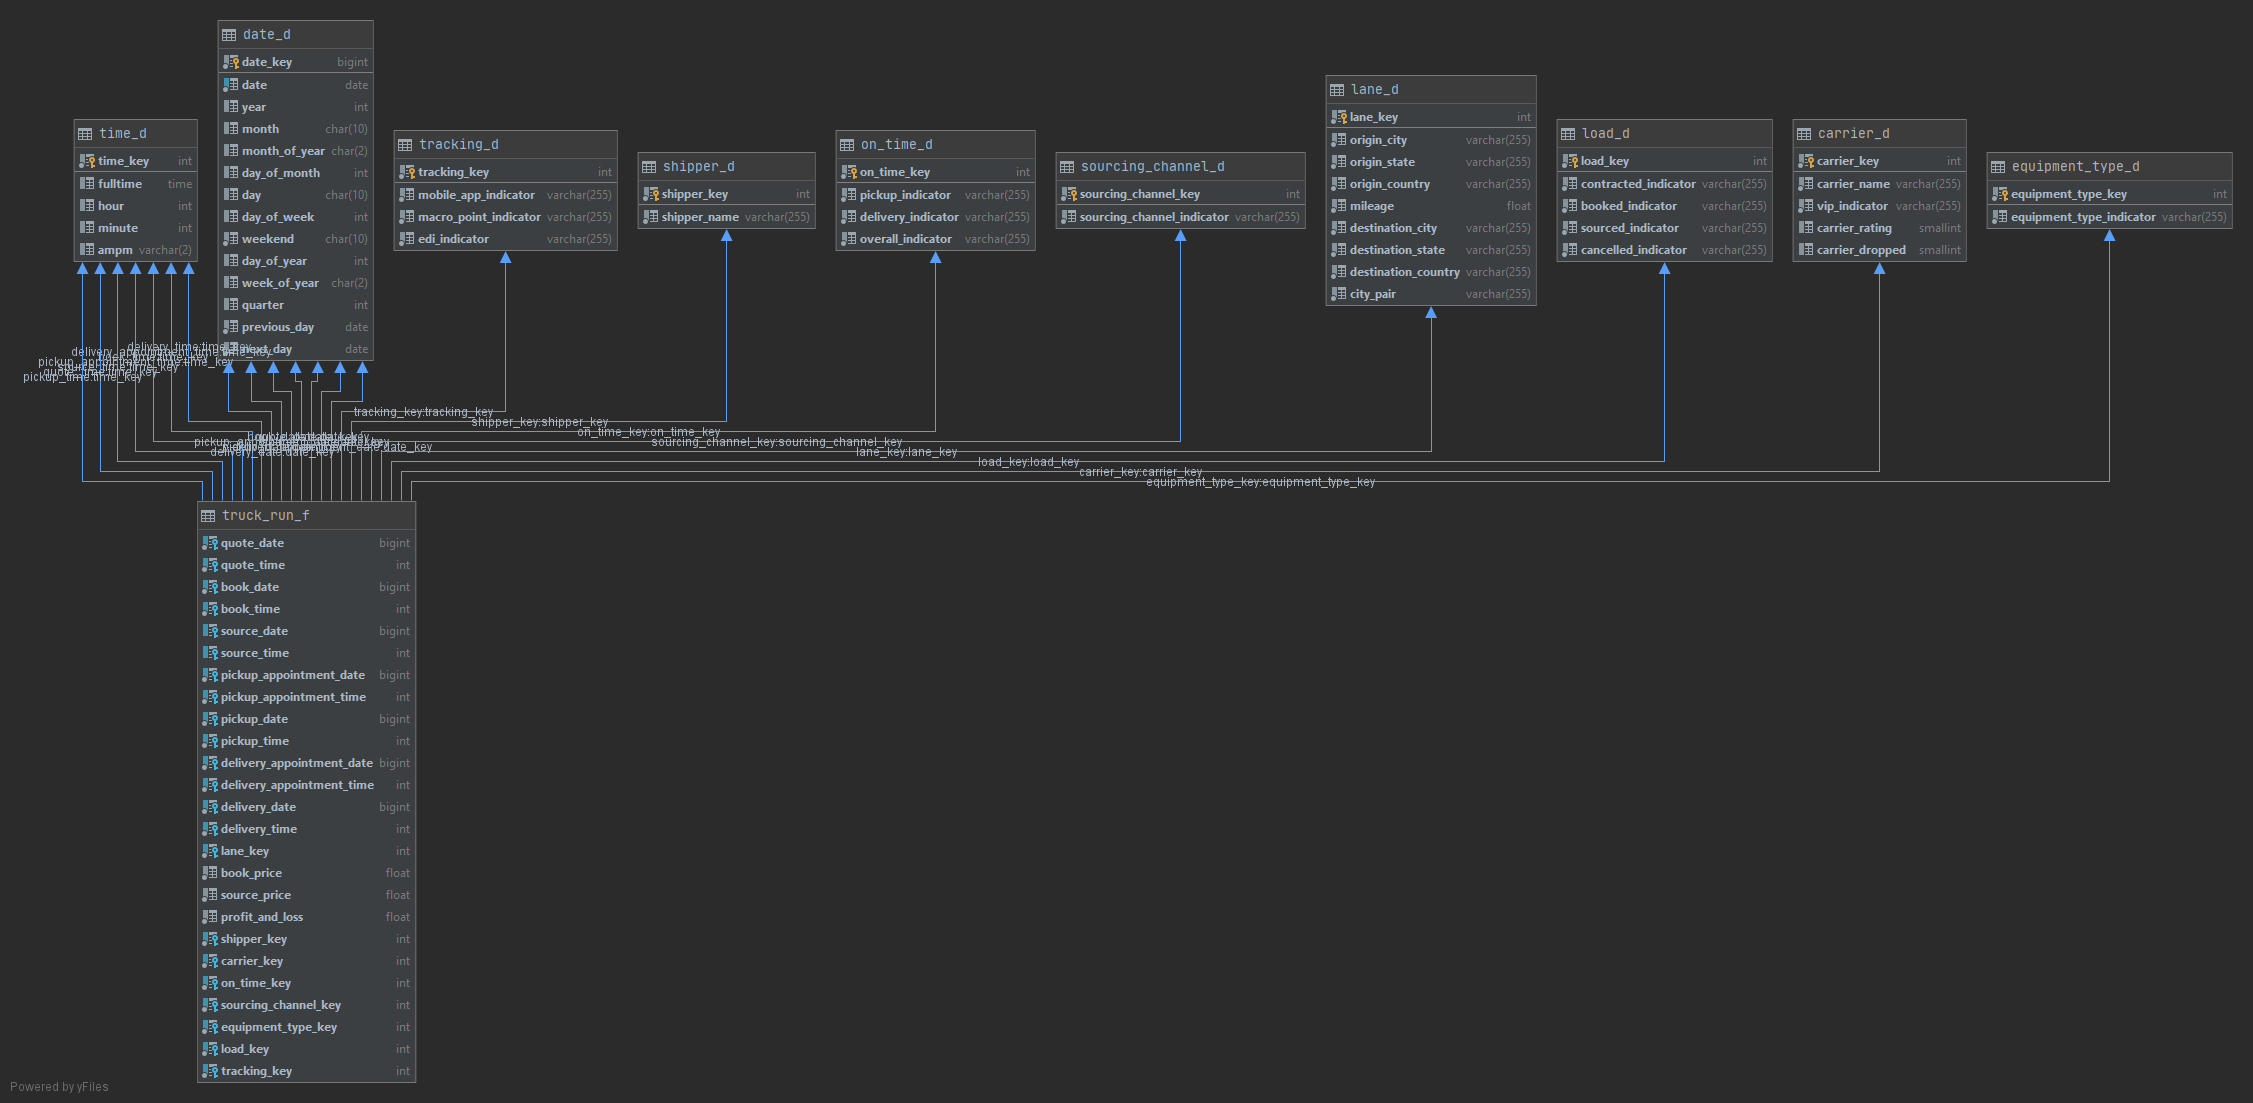 date_d
date_key bigint
date date
year int
month char(10)
month_of_year char(2)
day_of_month int
day char(10)
day_of_week int
weekend char(10)
day_of_year int
week_of_year char(2)
quarter int
previous_day date
next_day date
time_d
time_key int
fulltime time
hour int
minute int
ampm varchar(2)
tracking_d
tracking_key int
mobile_app_indicator varchar(255)
macro_point_indicator varchar(255)
edi_indicator varchar(255)
shipper_d
shipper_key int
shipper_name varchar(255)
on_time_d
on_time_key int
pickup_indicator varchar(255)
delivery_indicator varchar(255)
overall_indicator varchar(255)
sourcing_channel_d
sourcing_channel_key int
sourcing_channel_indicator varchar(255)
lane_d
lane_key int
origin_city varchar(255)
origin_state varchar(255)
origin_country varchar(255)
mileage float
destination_city varchar(255)
destination_state varchar(255)
destination_country varchar(255)
city_pair varchar(255)
load_d
load_key int
contracted_indicator varchar(255)
booked_indicator varchar(255)
sourced_indicator varchar(255)
cancelled_indicator varchar(255)
carrier_d
carrier_key int
carrier_name varchar(255)
vip_indicator varchar(255)
carrier_rating smallint
carrier_dropped smallint
equipment_type_d
equipment_type_key int
equipment_type_indicator varchar(255)
delivery_time:time_key
delivery_appointment_time:time_key
pickup_appointment_time:time_key
source_time:time_key
quote_time:time_key
pickup_time:time_key
tracking_key:tracking_key
shipper_key:shipper_key
on_time_key:on_time_key
sourcing_channel_key:sourcing_channel_key
delivery_date:date_key
lane_key:lane_key
load_key:load_key
carrier_key:carrier_key
equipment_type_key:equipment_type_key
truck_run_f
quote_date bigint
quote_time int
book_date bigint
book_time int
source_date bigint
source_time int
pickup_appointment_date bigint
pickup_appointment_time int
pickup_date bigint
pickup_time int
delivery_appointment_date bigint
delivery_appointment_time int
delivery_date bigint
delivery_time int
lane_key int
book_price float
source_price float
profit_and_loss float
shipper_key int
carrier_key int
on_time_key int
sourcing_channel_key int
equipment_type_key int
load_key int
tracking_key int
Powered by yFiles